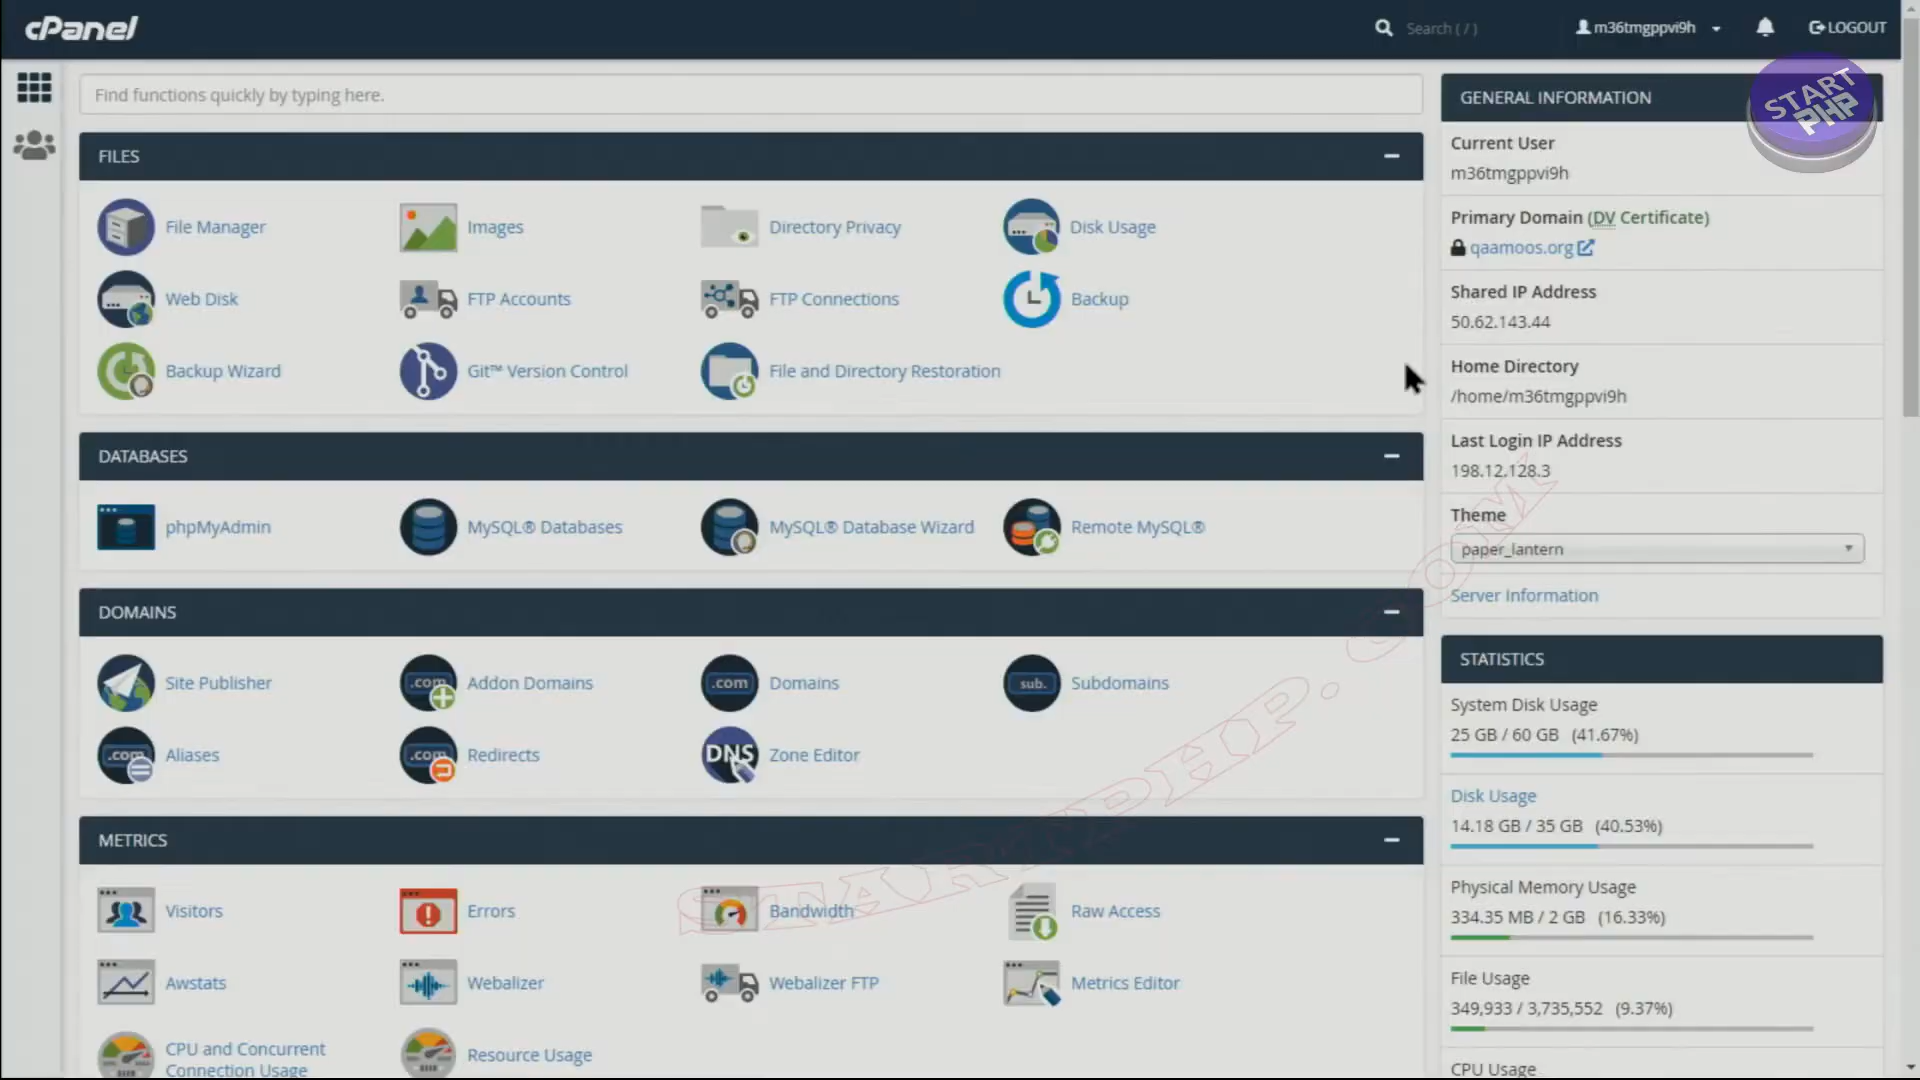 cPanel
Search ( / )
m36tmgppvi9h
LOGOUT
START
PHP
Find functions quickly by typing here.
FILES
File Manager
Images
Directory Privacy
Disk Usage
Web Disk
FTP Accounts
FTP Connections
Backup
Backup Wizard
Git™ Version Control
File and Directory Restoration
DATABASES
phpMyAdmin
MySQL® Databases
MySQL® Database Wizard
Remote MySQL®
DOMAINS
Site Publisher
.com
Addon Domains
.com
Domains
sub.
Subdomains
.com
Aliases
.com
Redirects
DNS
Zone Editor
METRICS
Visitors
Errors
Bandwidth
Raw Access
Awstats
Webalizer
Webalizer FTP
Metrics Editor
CPU and Concurrent
Connection Usage
Resource Usage
GENERAL INFORMATION
Current User
m36tmgppvi9h
Primary Domain (DV Certificate)
qaamoos.org
Shared IP Address
50.62.143.44
Home Directory
/home/m36tmgppvi9h
Last Login IP Address
198.12.128.3
Theme
paper_lantern
Server Information
STATISTICS
System Disk Usage
25 GB / 60 GB (41.67%)
Disk Usage
14.18 GB / 35 GB (40.53%)
Physical Memory Usage
334.35 MB / 2 GB (16.33%)
File Usage
349,933 / 3,735,552 (9.37%)
CPU Usage
STARTPHP.COM